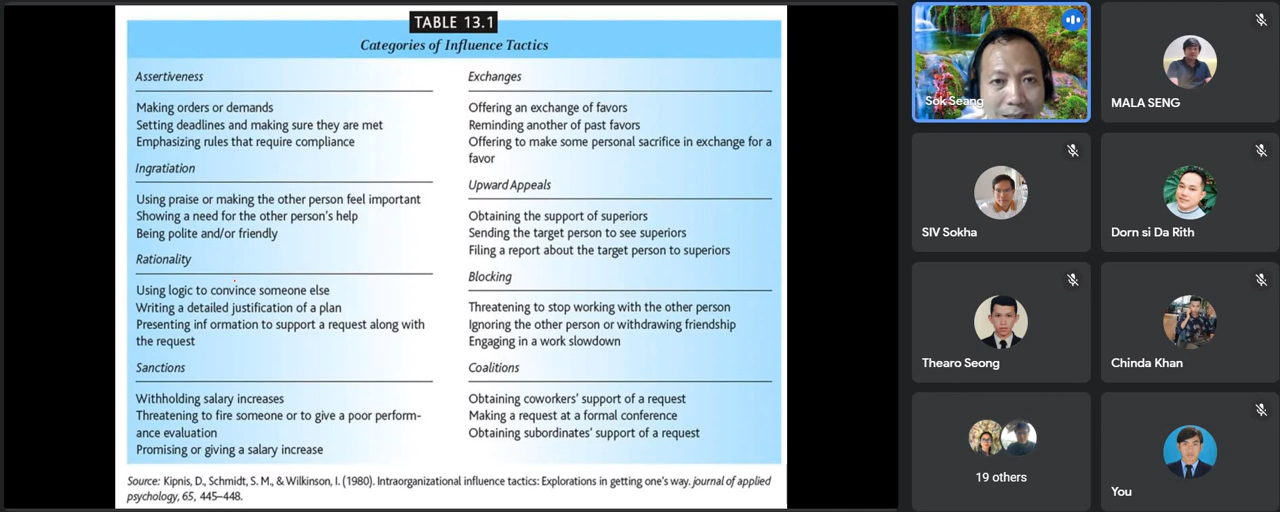 TABLE 13.1
Categories of Influence Tactics
Assertiveness
Making orders or demands
Setting deadlines and making sure they are met
Emphasizing rules that require compliance
Ingratiation
Using praise or making the other person feel important
Showing a need for the other person's help
Being polite and/or friendly
Rationality
Using logic to convince someone else
Writing a detailed justification of a plan
Presenting inf ormation to support a request along with
the request
Sanctions
Withholding salary increases
Threatening to fire someone or to give a poor perform-
ance evaluation
Promising or giving a salary increase
Exchanges
Offering an exchange of favors
Reminding another of past favors
Offering to make some personal sacrifice in exchange for a
favor
Upward Appeals
Obtaining the support of superiors
Sending the target person to see superiors
Filing a report about the target person to superiors
Blocking
Threatening to stop working with the other person
Ignoring the other person or withdrawing friendship
Engaging in a work slowdown
Coalitions
Obtaining coworkers' support of a request
Making a request at a formal conference
Obtaining subordinates' support of a request
Source: Kipnis, D., Schmidt, S. M., & Wilkinson, I. (1980). Intraorganizational influence tactics: Explorations in getting one's way. journal of applied
psychology, 65, 445–448.
Sok Seang
MALA SENG
SIV Sokha
Dorn si Da Rith
Thearo Seong
Chinda Khan
19 others
You